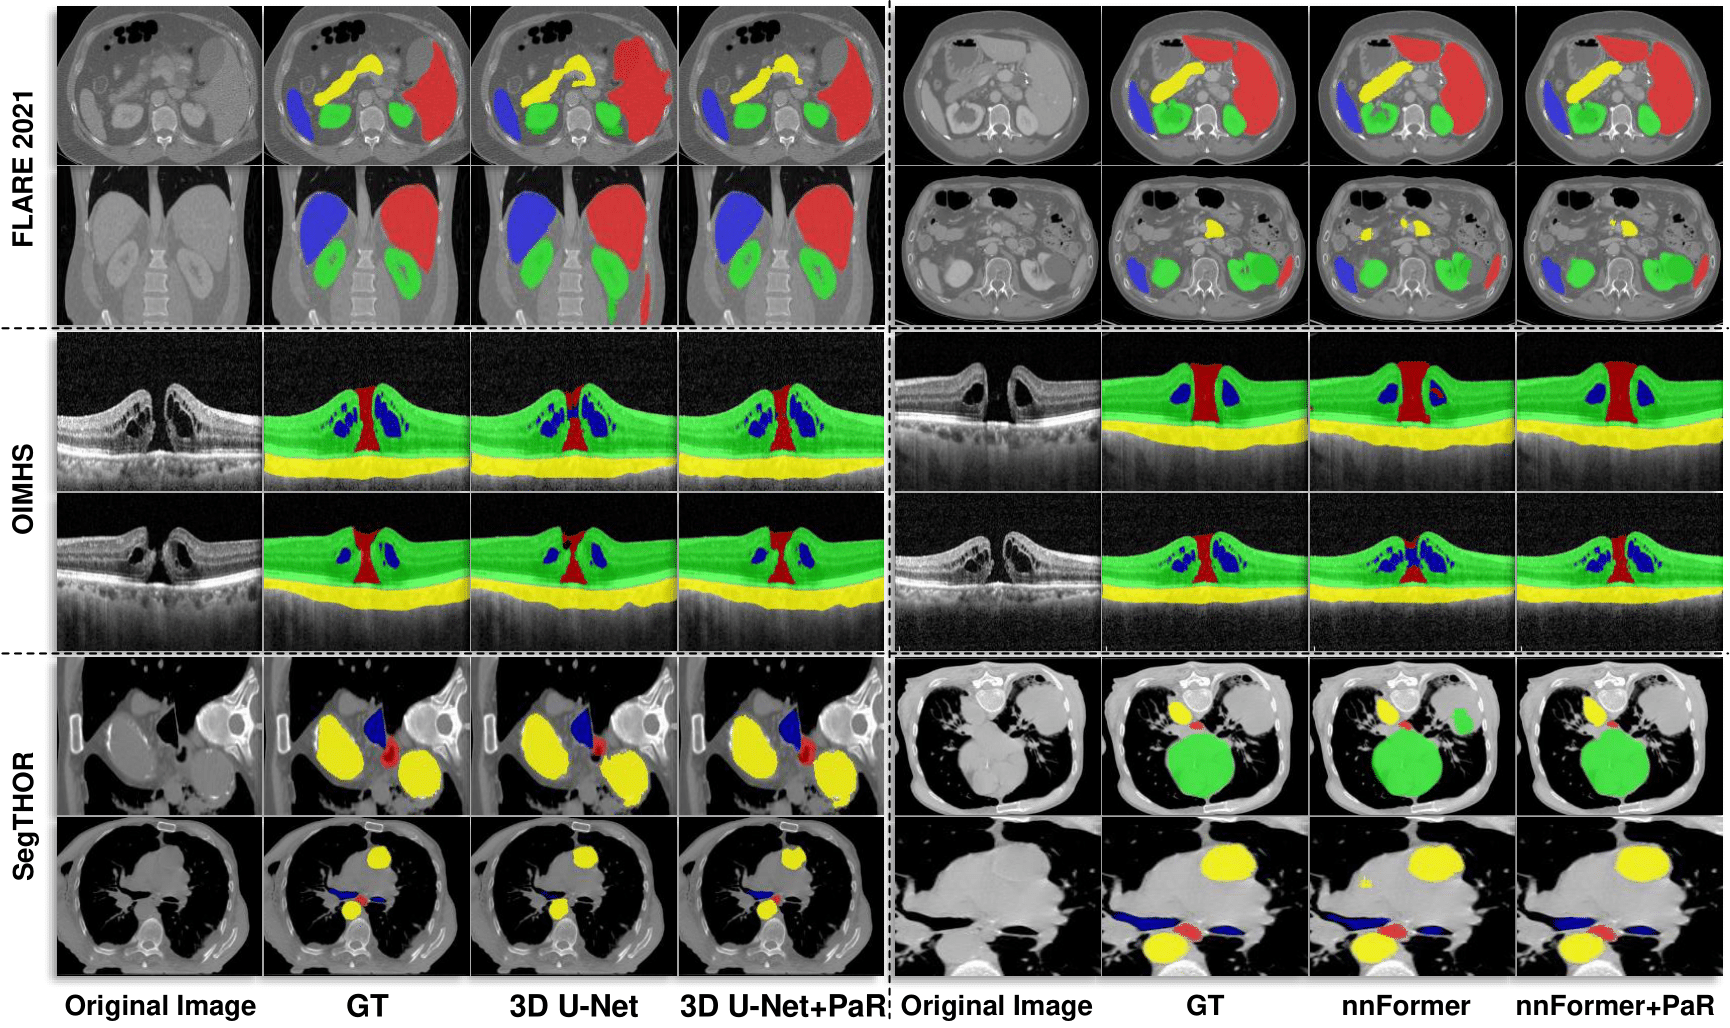 FLARE 2021
OIMHS
SegTHOR
Original Image GT 3D U-Net 3D U-Net+PaR Original Image GT nnFormer nnFormer+PaR